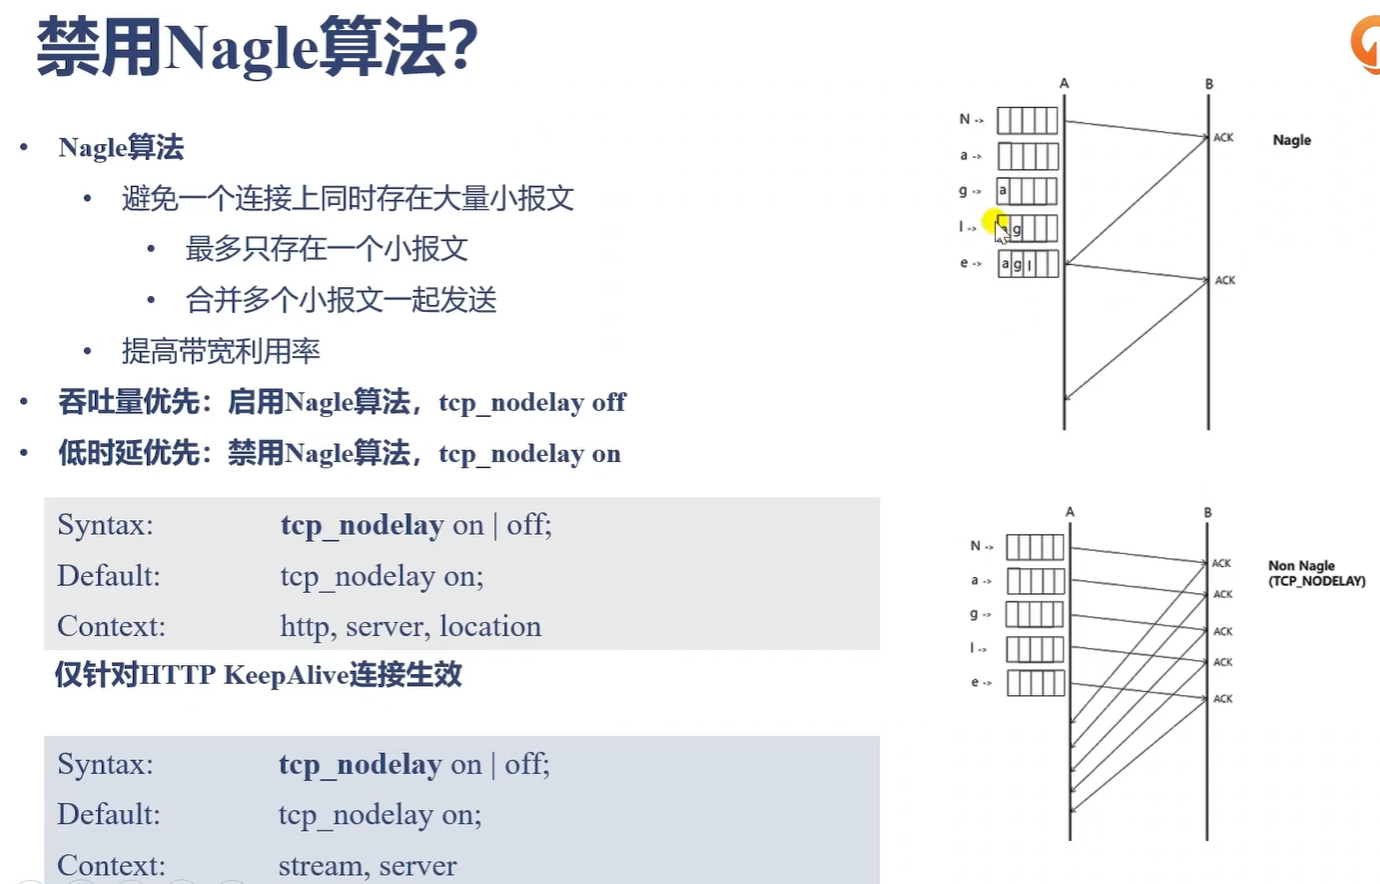 禁用Nagle算法？
• Nagle算法
• 避免一个连接上同时存在大量小报文
• 最多只存在一个小报文
• 合并多个小报文一起发送
• 提高带宽利用率
• 吞吐量优先：启用Nagle算法，tcp_nodelay off
• 低时延优先：禁用Nagle算法，tcp_nodelay on
Syntax: tcp_nodelay on | off;
Default: tcp_nodelay on;
Context: http, server, location
仅针对HTTP KeepAlive连接生效
Syntax: tcp_nodelay on | off;
Default: tcp_nodelay on;
Context: stream, server
A B
N ->
ACK
Nagle
a ->
g -> a
l -> g
e -> a g l
ACK
A B
N ->
ACK
Non Nagle
(TCP_NODELAY)
a ->
ACK
g ->
ACK
l ->
ACK
e ->
ACK